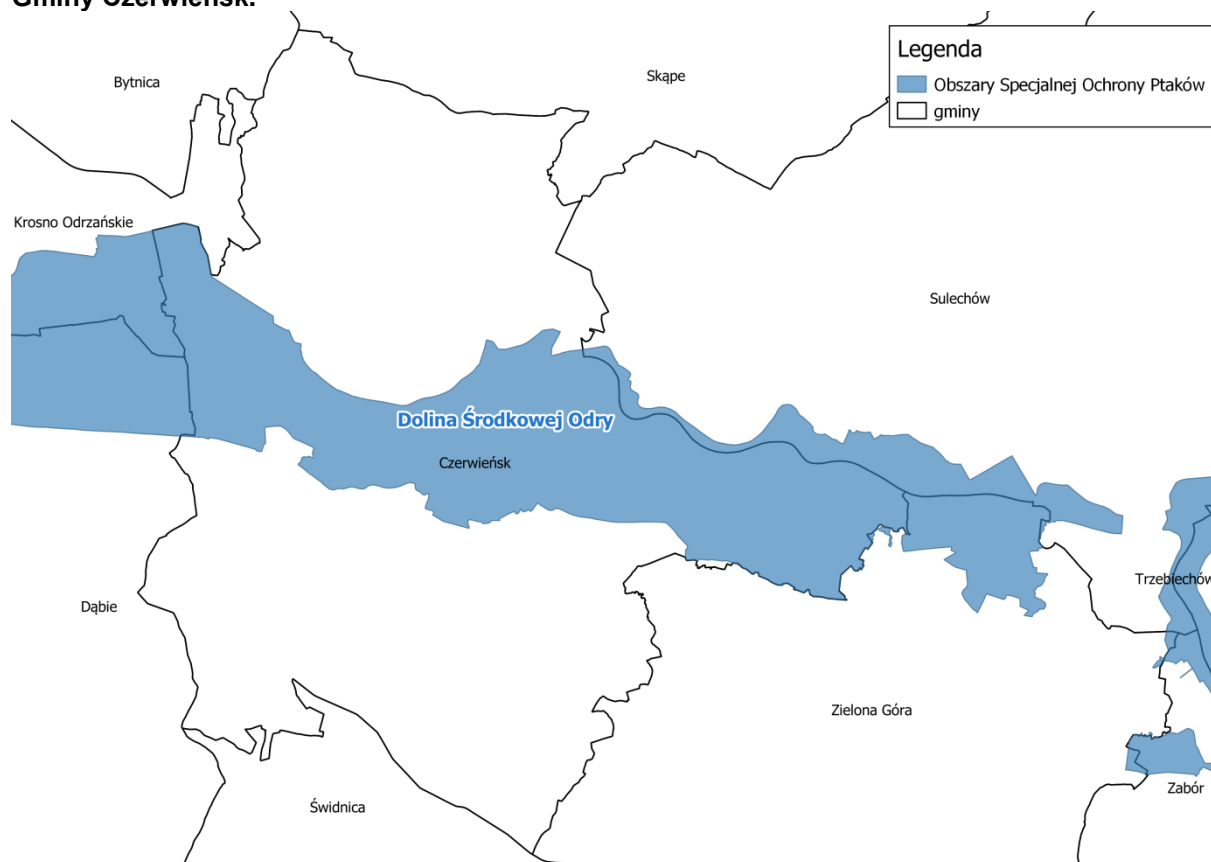 Gminy Czerwieńsk.
Legenda
Obszary Specjalnej Ochrony Ptaków
gminy
Bytnica
Skąpe
Krosno Odrzańskie
Sulechów
Dolina Środkowej Odry
Czerwieńsk
Trzebiechów
Dąbie
Zielona Góra
Zabór
Świdnica